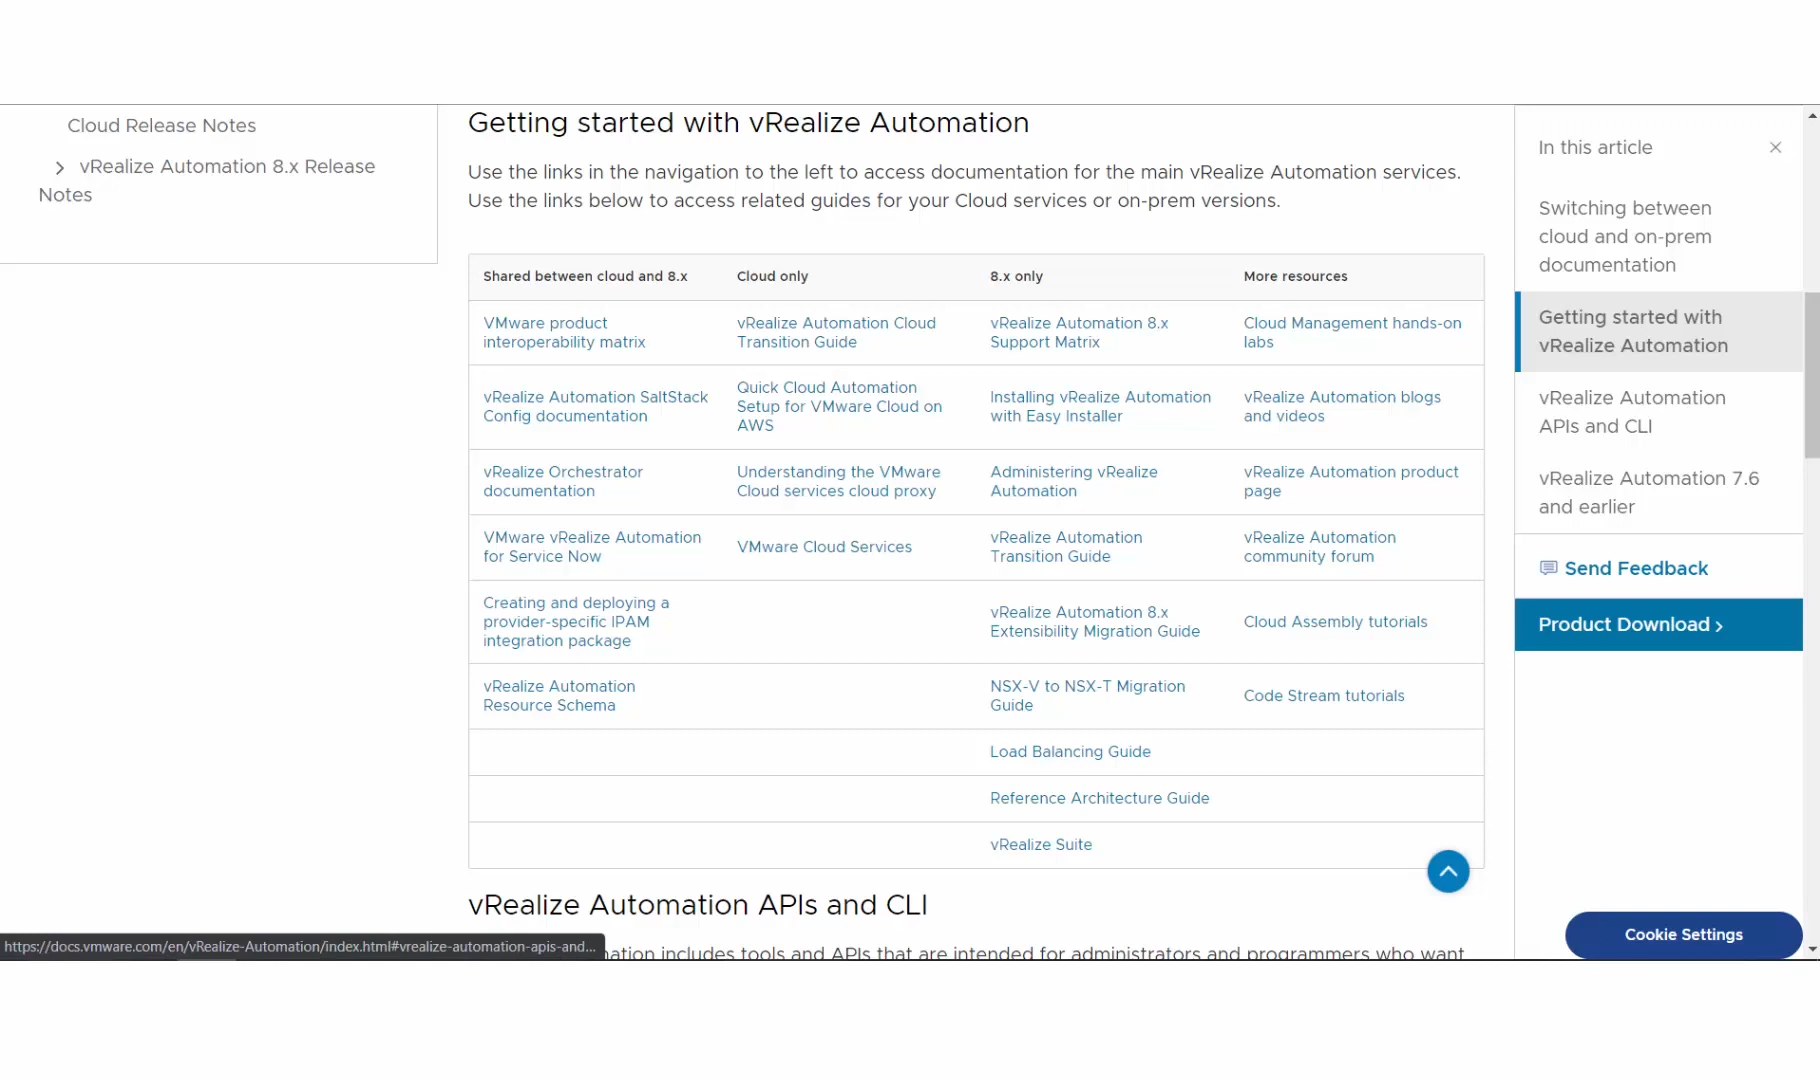 Cloud Release Notes
vRealize Automation 8.x Release
Notes
Getting started with vRealize Automation
Use the links in the navigation to the left to access documentation for the main vRealize Automation services.
Use the links below to access related guides for your Cloud services or on-prem versions.
Shared between cloud and 8.x
Cloud only
8.x only
More resources
VMware product
interoperability matrix
vRealize Automation Cloud
Transition Guide
vRealize Automation 8.x
Support Matrix
Cloud Management hands-on
labs
vRealize Automation SaltStack
Config documentation
Quick Cloud Automation
Setup for VMware Cloud on
AWS
Installing vRealize Automation
with Easy Installer
vRealize Automation blogs
and videos
vRealize Orchestrator
documentation
Understanding the VMware
Cloud services cloud proxy
Administering vRealize
Automation
vRealize Automation product
page
VMware vRealize Automation
for Service Now
VMware Cloud Services
vRealize Automation
Transition Guide
vRealize Automation
community forum
Creating and deploying a
provider-specific IPAM
integration package
vRealize Automation 8.x
Extensibility Migration Guide
Cloud Assembly tutorials
vRealize Automation
Resource Schema
NSX-V to NSX-T Migration
Guide
Code Stream tutorials
Load Balancing Guide
Reference Architecture Guide
vRealize Suite
vRealize Automation APIs and CLI
mation includes tools and APIs that are intended for administrators and programmers who want
https://docs.vmware.com/en/vRealize-Automation/index.html#vrealize-automation-apis-and...
In this article
Switching between
cloud and on-prem
documentation
Getting started with
vRealize Automation
vRealize Automation
APIs and CLI
vRealize Automation 7.6
and earlier
Send Feedback
Product Download
Cookie Settings